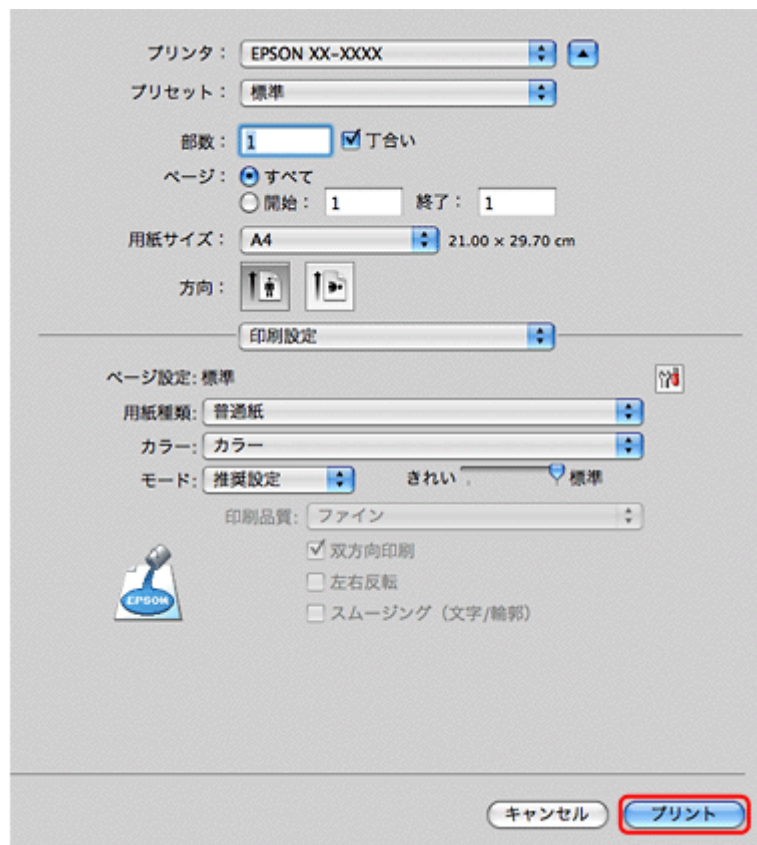 プリンタ： EPSON XX-XXXX
プリセット： 標準
部数： 1 丁合い
ページ： すべて
開始： 1 終了： 1
用紙サイズ： A4 21.00 × 29.70 cm
方向：
印刷設定
ページ設定: 標準
用紙種類: 普通紙
カラー: カラー
モード: 推奨設定 きれい 標準
印刷品質: ファイン
双方向印刷
左右反転
EPSON
スムージング（文字/輪郭）
キャンセル プリント